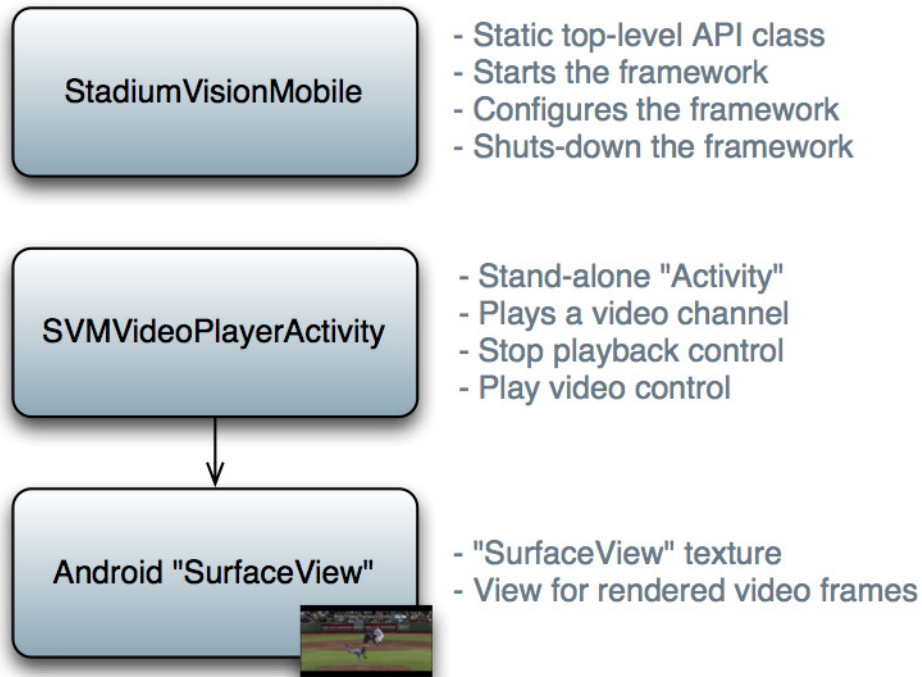 StadiumVisionMobile
- Static top-level API class
- Starts the framework
- Configures the framework
- Shuts-down the framework
SVMVideoPlayerActivity
- Stand-alone "Activity"
- Plays a video channel
- Stop playback control
- Play video control
Android "SurfaceView"
- "SurfaceView" texture
- View for rendered video frames